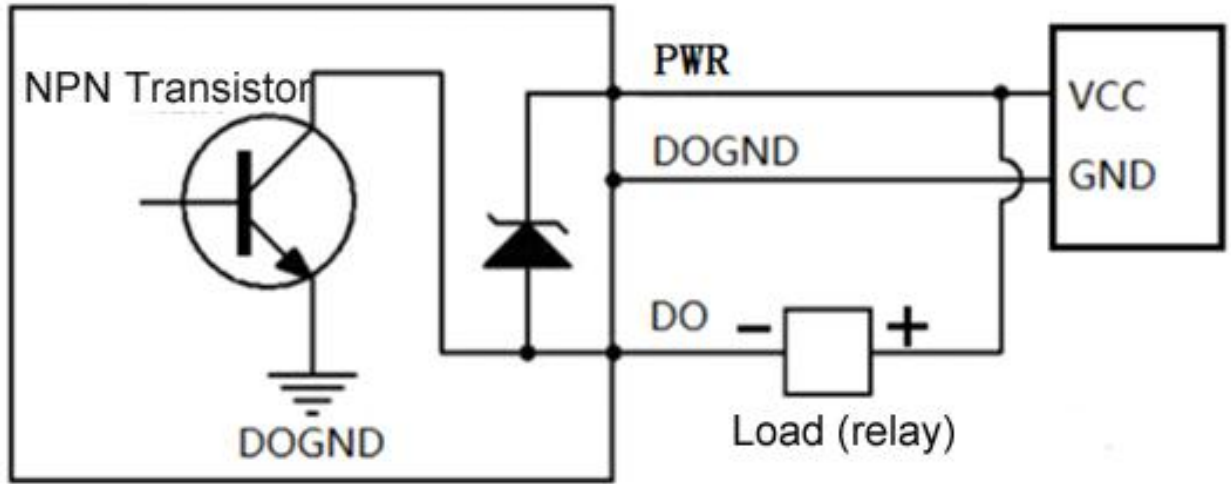 NPN Transistor
PWR
VCC
DOGND
GND
DO - +
DOGND
Load (relay)